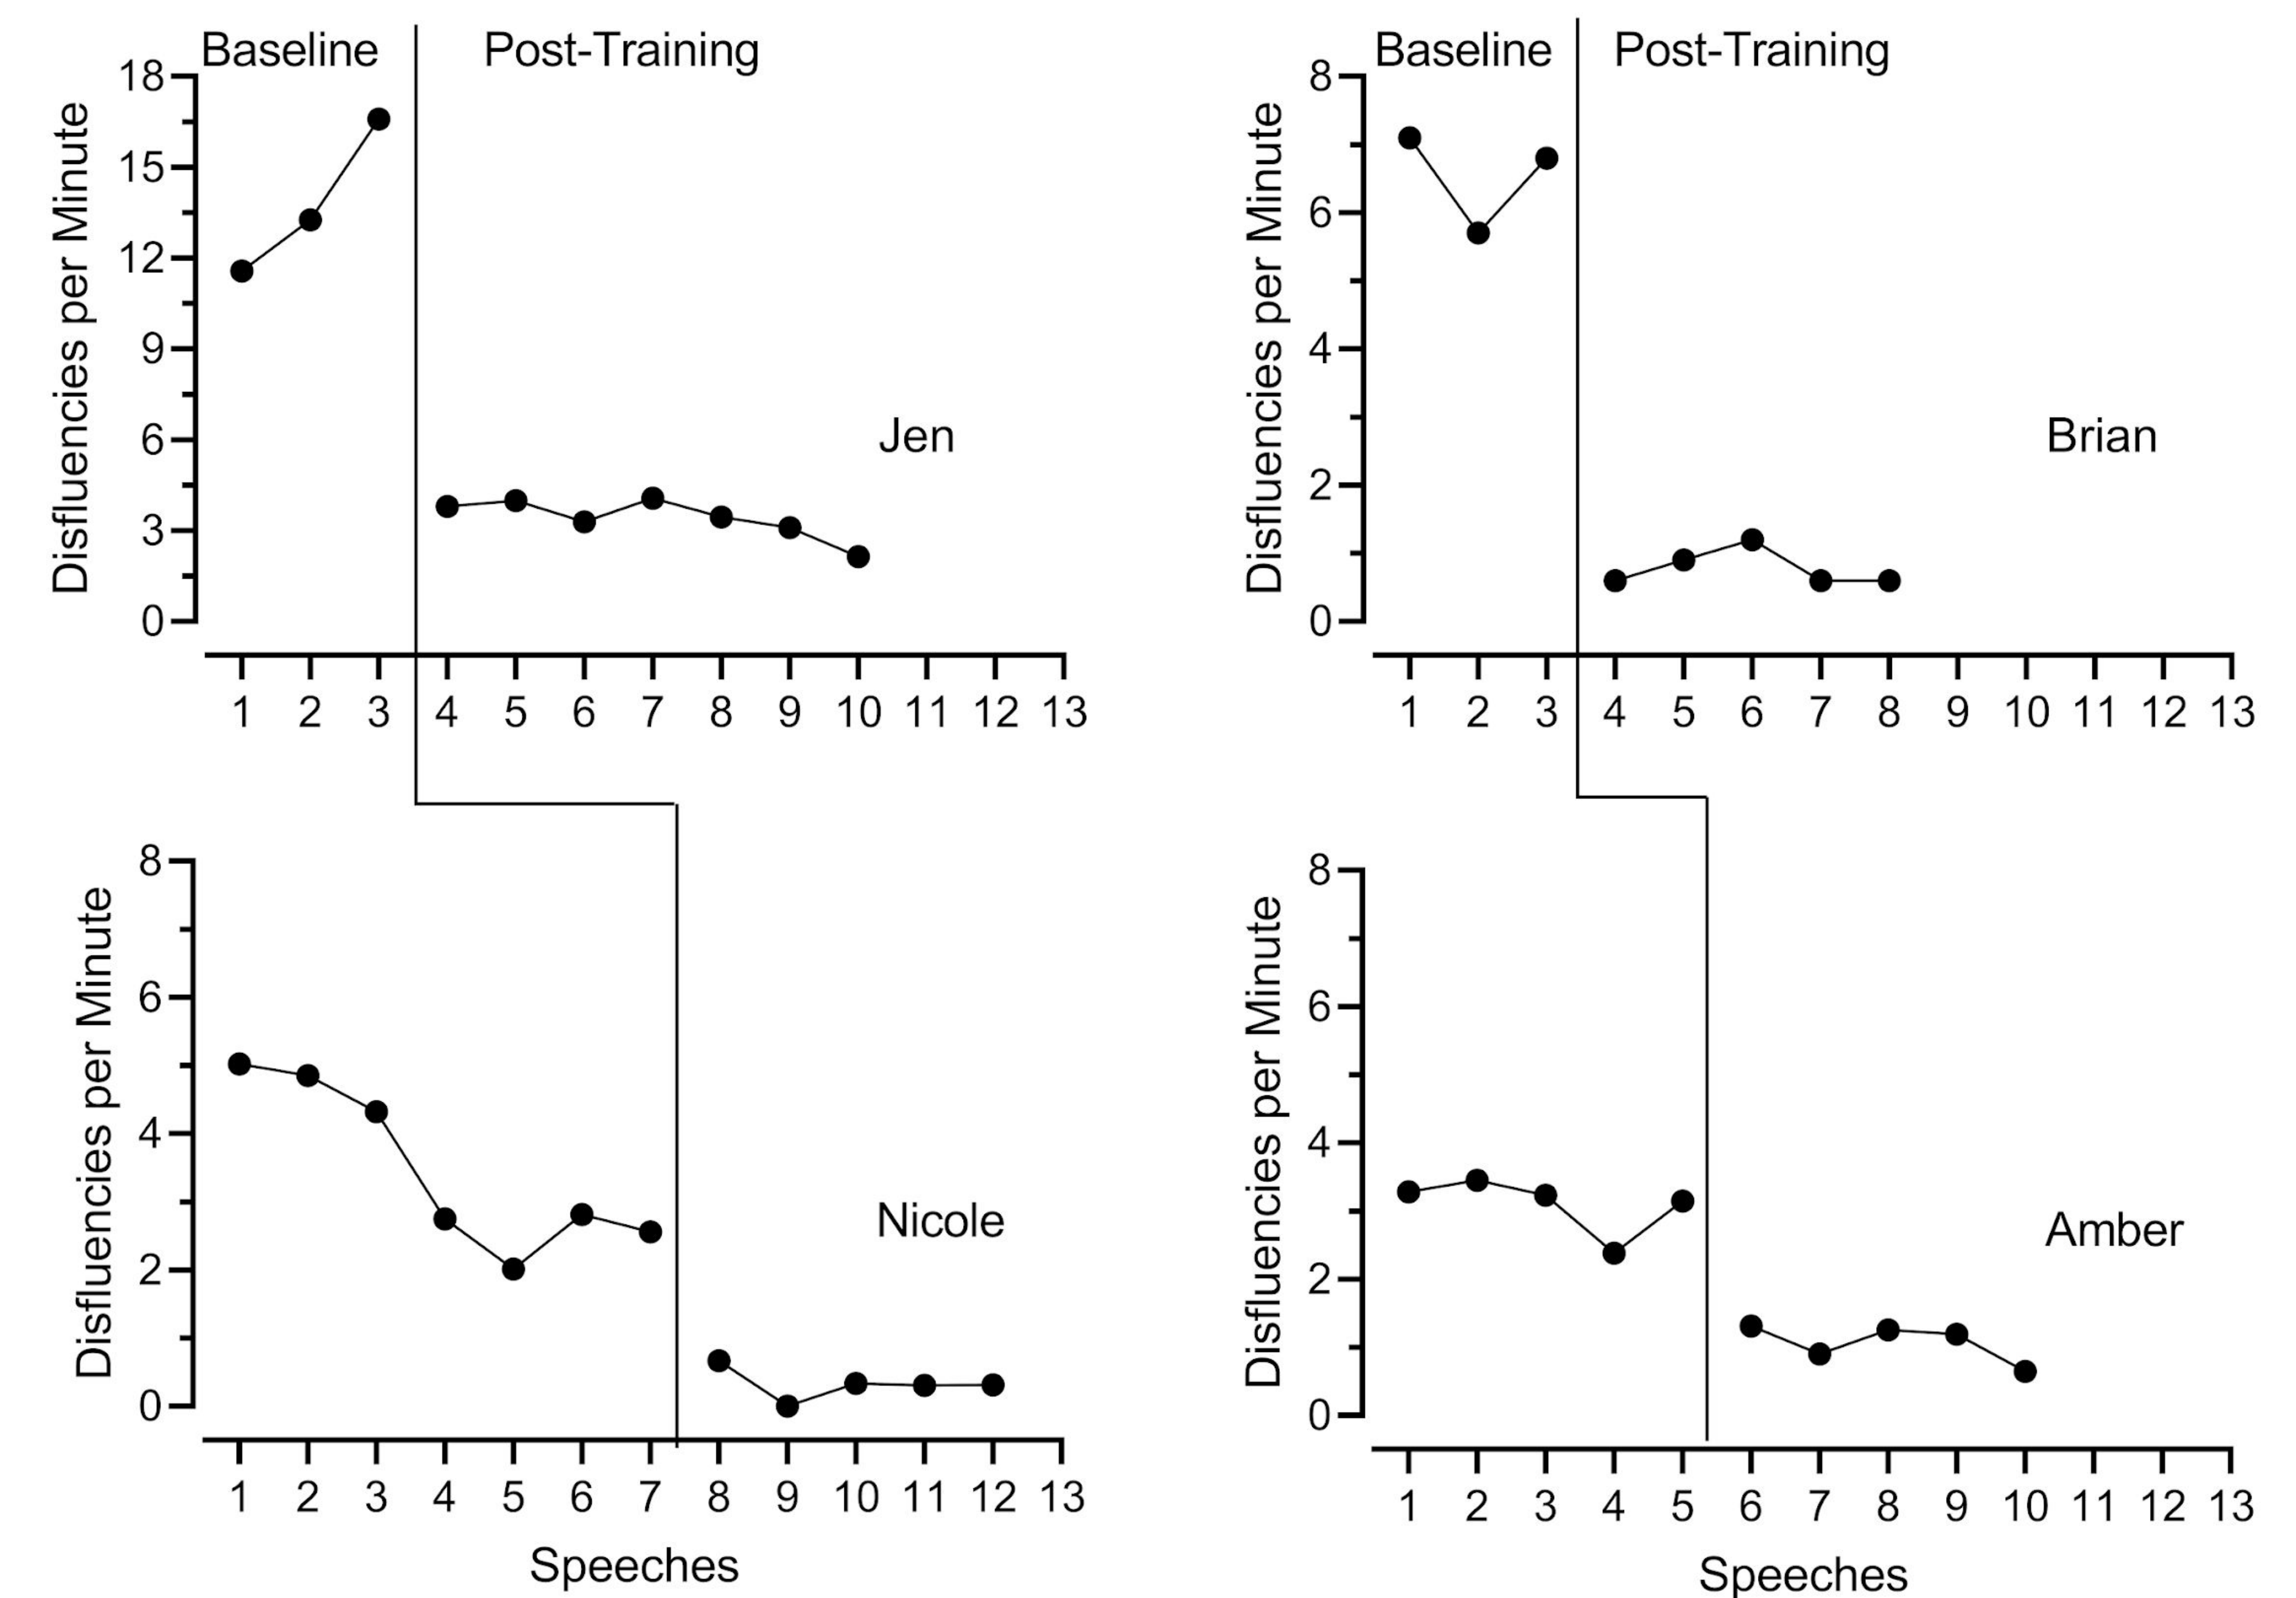 Baseline Post-Training
Disfluencies per Minute
18
15
12
9
6
3
0
Jen
1 2 3 4 5 6 7 8 9 10 11 12 13
Baseline Post-Training
Disfluencies per Minute
8
6
4
2
0
Brian
1 2 3 4 5 6 7 8 9 10 11 12 13
Disfluencies per Minute
8
6
4
2
0
Nicole
1 2 3 4 5 6 7 8 9 10 11 12 13
Speeches
Disfluencies per Minute
8
6
4
2
0
Amber
1 2 3 4 5 6 7 8 9 10 11 12 13
Speeches